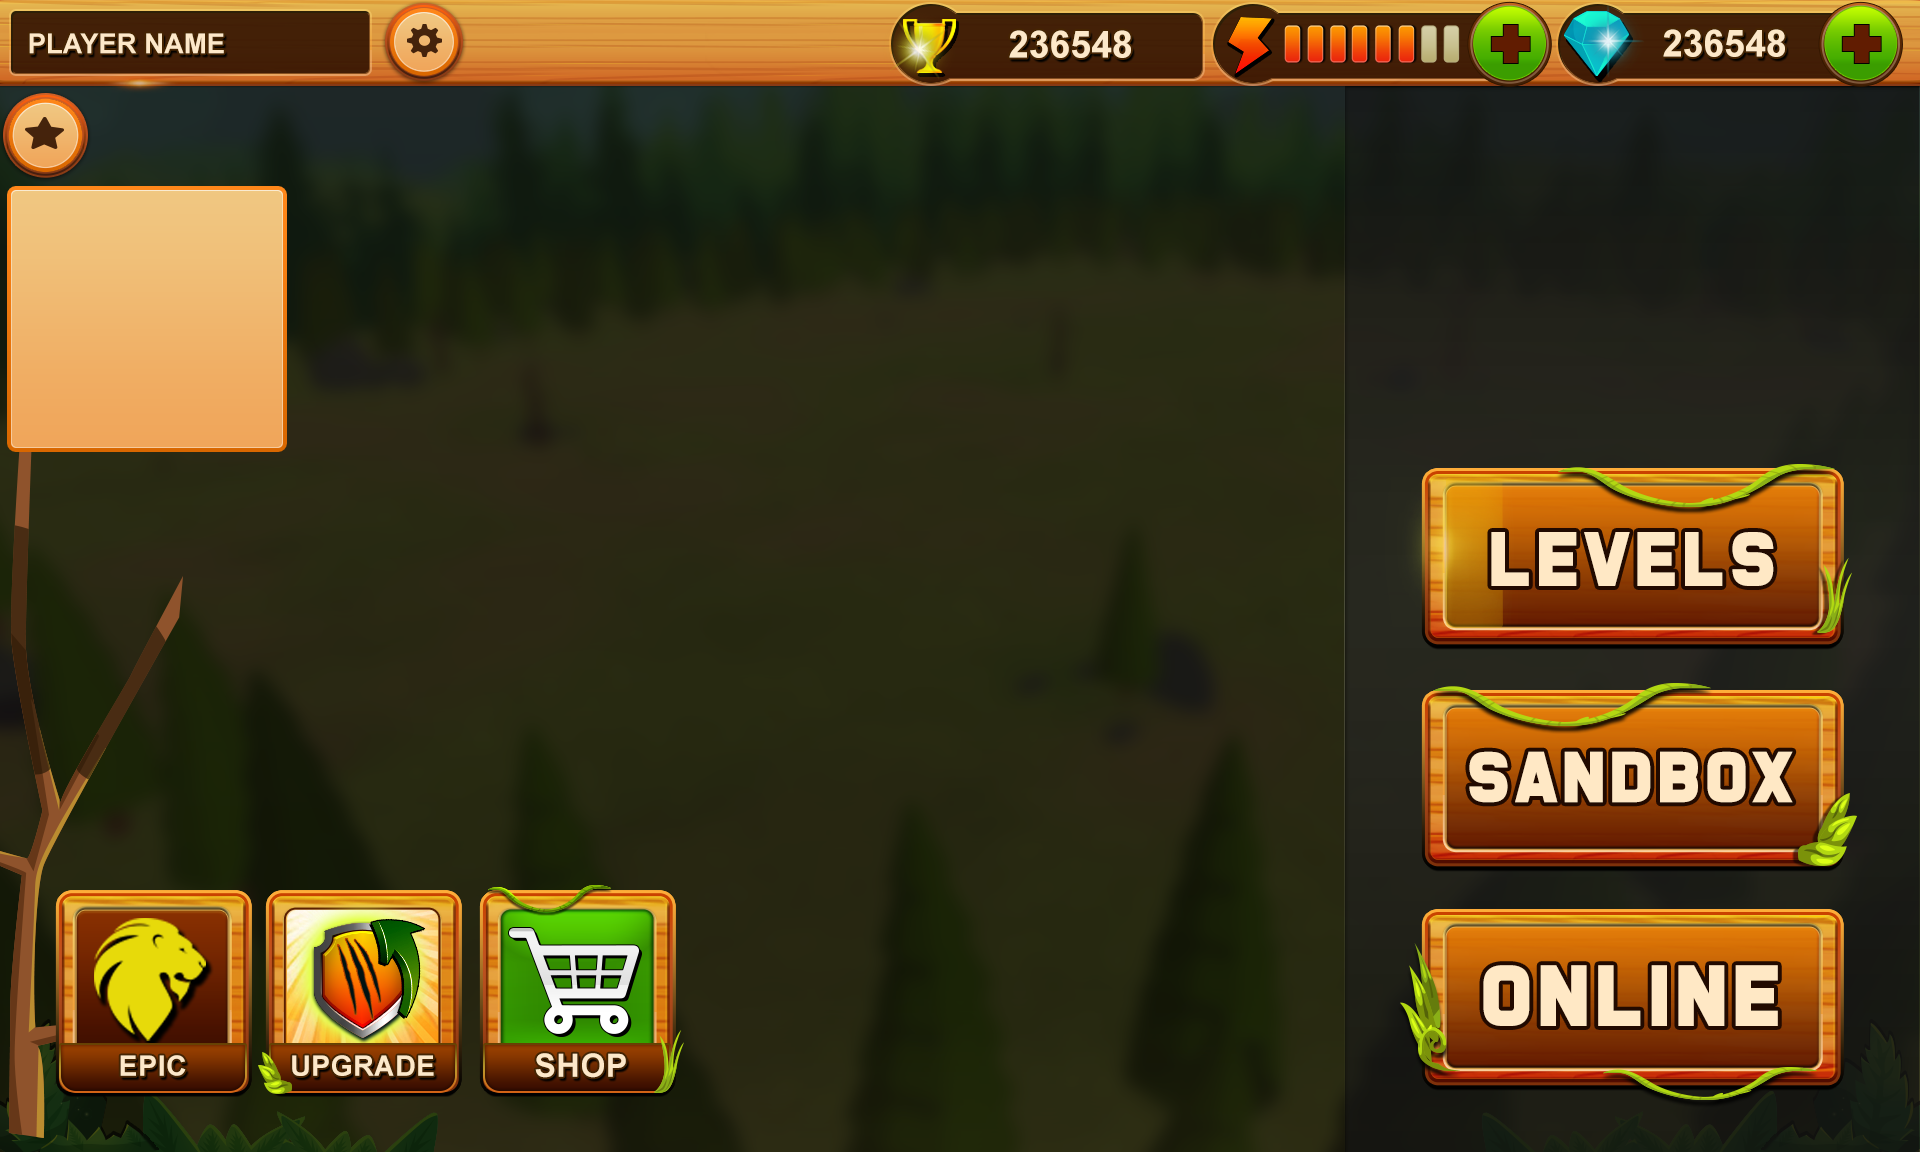 PLAYER NAME
236548
236548
LEVELS
SANDBOX
ONLINE
EPIC
UPGRADE
SHOP